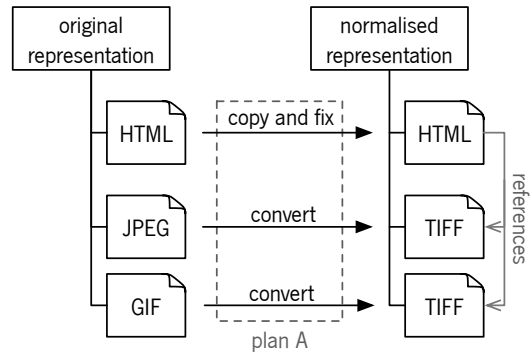 original
representation
normalised
representation
HTML
copy and fix
HTML
references
JPEG
convert
TIFF
GIF
convert
TIFF
plan A